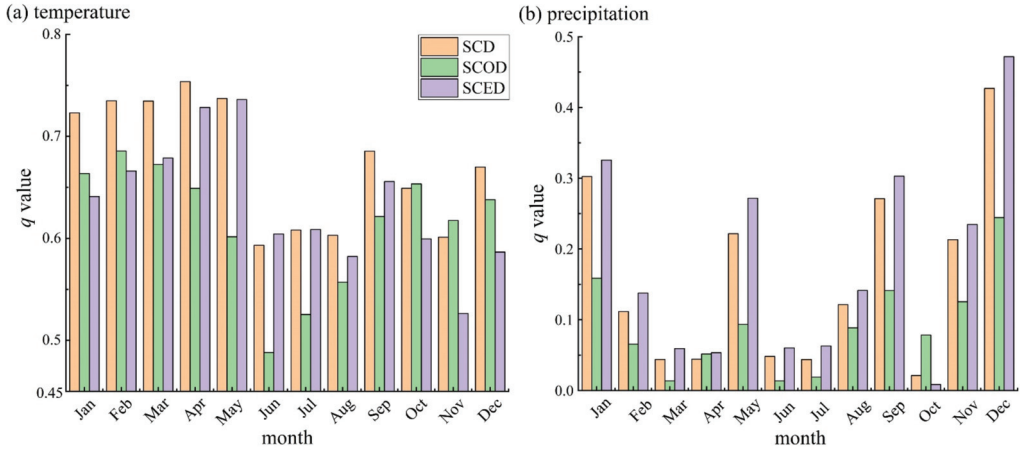 (a) temperature
0.8
0.7
0.6
0.5
0.45
q value
SCD
SCOD
SCED
Jan Feb Mar Apr May Jun Jul Aug Sep Oct Nov Dec
month
(b) precipitation
0.5
0.4
0.3
0.2
0.1
0.0
q value
Jan Feb Mar Apr May Jun Jul Aug Sep Oct Nov Dec
month